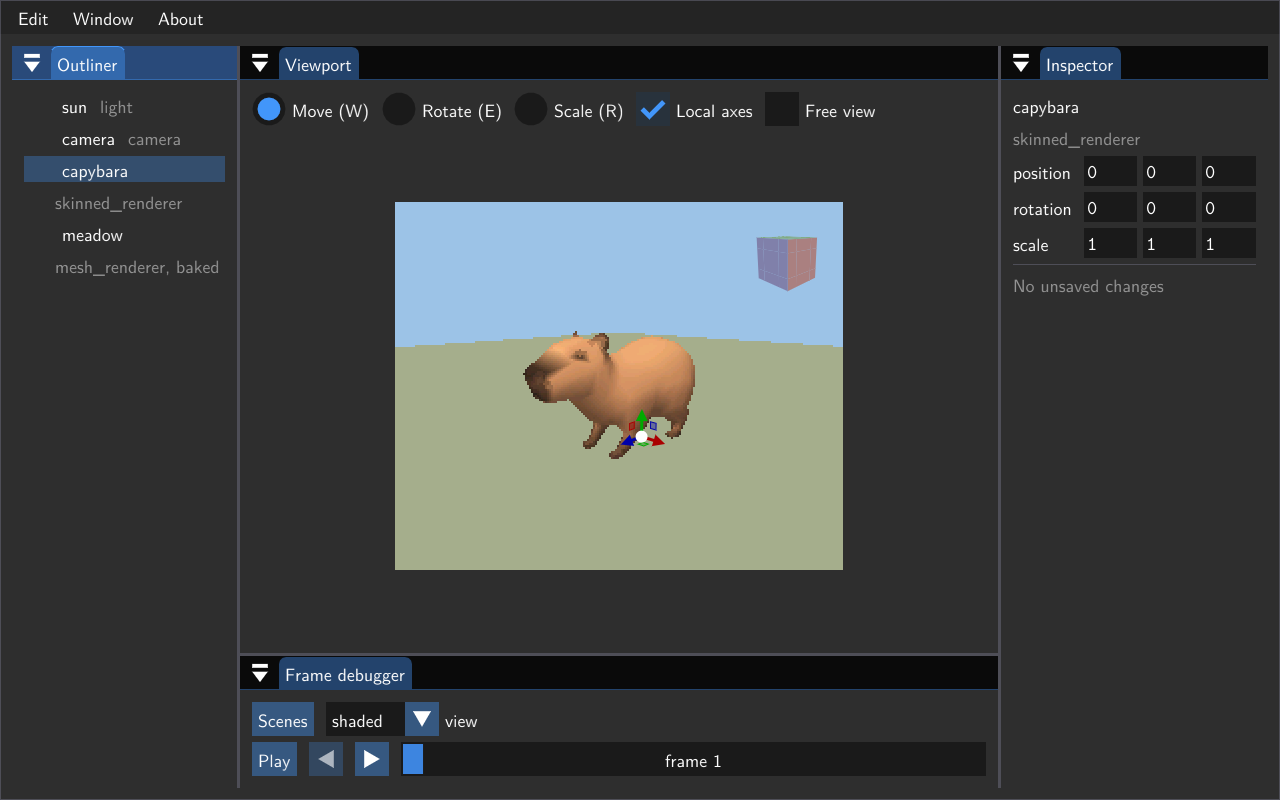 Edit Window About
Outliner
sun light
camera camera
capybara
skinned_renderer
meadow
mesh_renderer, baked
Viewport
Move (W) Rotate (E) Scale (R) Local axes Free view
Frame debugger
Scenes shaded view
Play frame 1
Inspector
capybara
skinned_renderer
position 0 0 0
rotation 0 0 0
scale 1 1 1
No unsaved changes